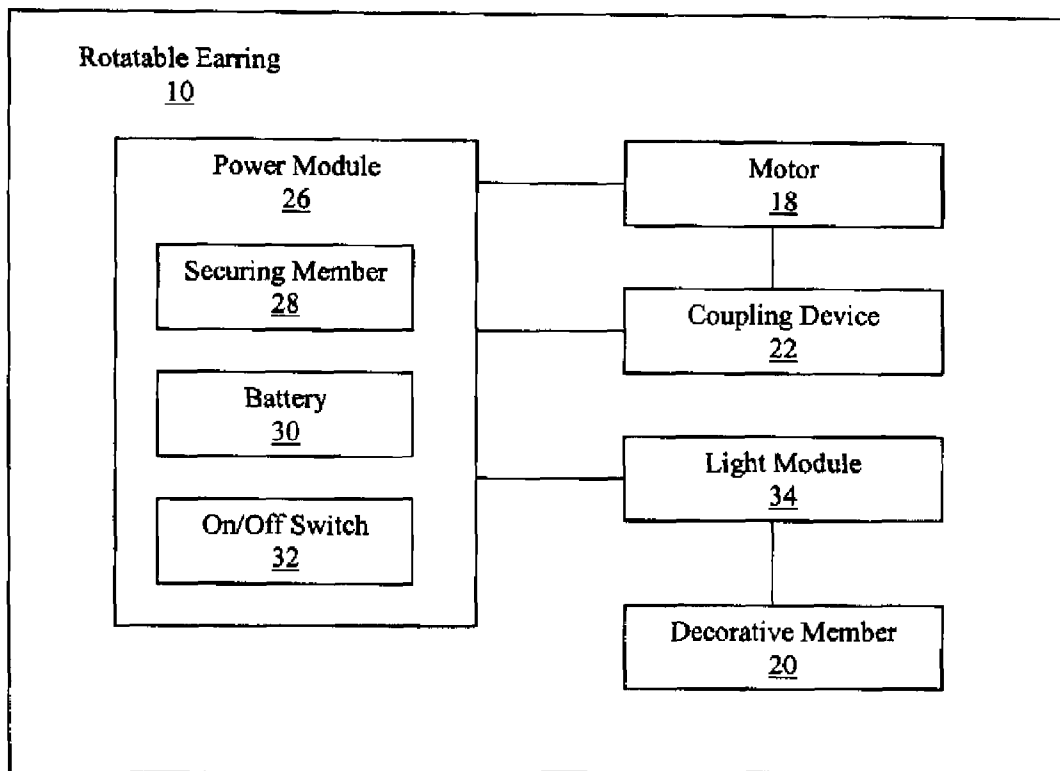 Rotatable Earring
10
Power Module
26
Securing Member
28
Battery
30
On/Off Switch
32
Motor
18
Coupling Device
22
Light Module
34
Decorative Member
20